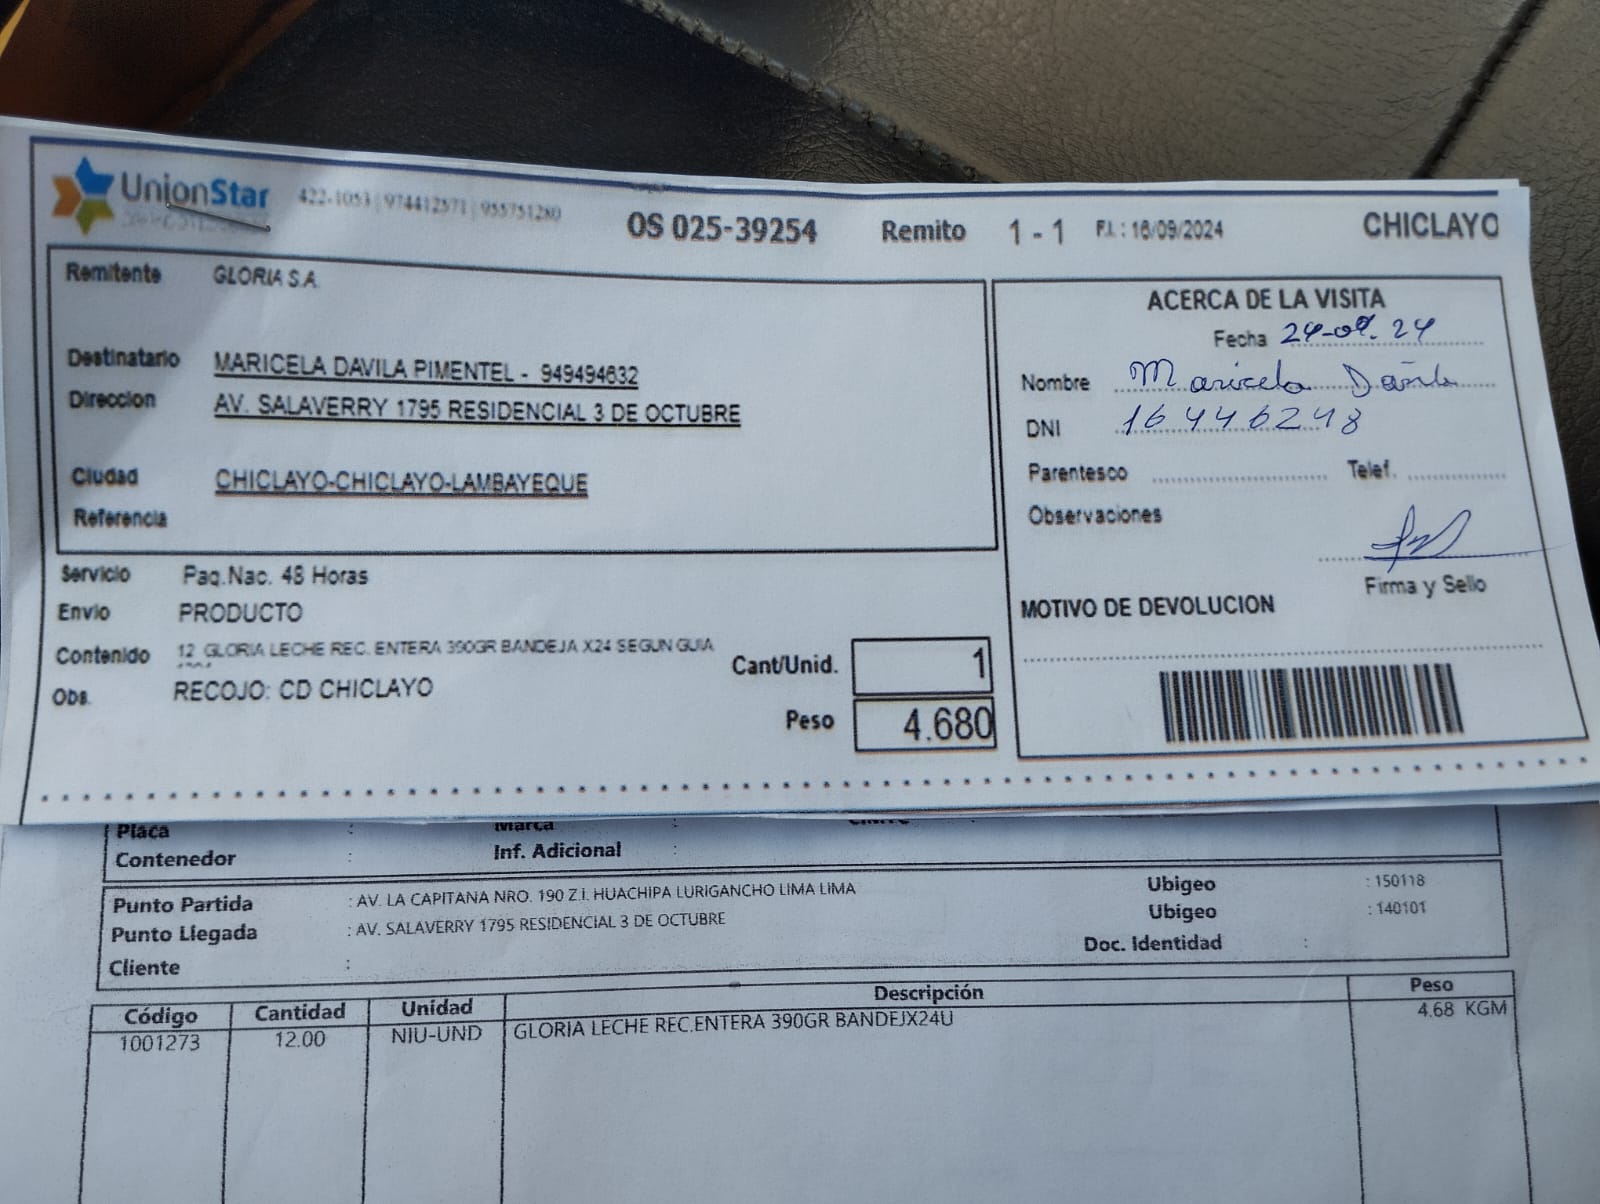 UnionStar 422-1053 | 974412571 | 955751280 OS 025-39254 Remito 1 - 1 F.I. : 16/09/2024 CHICLAYO
Remitente GLORIA S.A.
Destinatario MARICELA DAVILA PIMENTEL - 949494632
Direccion AV. SALAVERRY 1795 RESIDENCIAL 3 DE OCTUBRE
Ciudad CHICLAYO-CHICLAYO-LAMBAYEQUE
Referencia
Servicio Paq.Nac. 48 Horas
Envio PRODUCTO
Contenido 12 GLORIA LECHE REC. ENTERA 390GR BANDEJA X24 SEGUN GUIA
Obs. RECOJO: CD CHICLAYO
Cant/Unid. 1
Peso 4.680
ACERCA DE LA VISITA
Fecha 24-09.24
Nombre Maricela Davila
DNI 16446248
Parentesco Telef.
Observaciones
Firma y Sello
MOTIVO DE DEVOLUCION
Placa : Marca :
Contenedor : Inf. Adicional :
Punto Partida : AV. LA CAPITANA NRO. 190 Z.I. HUACHIPA LURIGANCHO LIMA LIMA Ubigeo : 150118
Punto Llegada : AV. SALAVERRY 1795 RESIDENCIAL 3 DE OCTUBRE Ubigeo : 140101
Cliente : Doc. Identidad :
Código Cantidad Unidad Descripción Peso
1001273 12.00 NIU-UND GLORIA LECHE REC.ENTERA 390GR BANDEJX24U 4.68 KGM